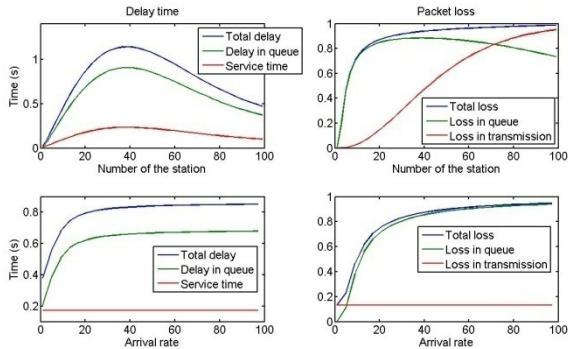 Delay time
Packet loss
Time (s)
1
0.5
0
0 20 40 60 80 100
Total delay
Delay in queue
Service time
Number of the station
1
0.8
0.6
0.4
0.2
0
0 20 40 60 80 100
Total loss
Loss in queue
Loss in transmission
Number of the station
Time(s)
0.8
0.6
0.4
0.2
0
0 20 40 60 80 100
Total delay
Delay in queue
Service time
Arrival rate
1
0.8
0.6
0.4
0.2
0
0 20 40 60 80 100
Total loss
Loss in queue
Loss in transmission
Arrival rate